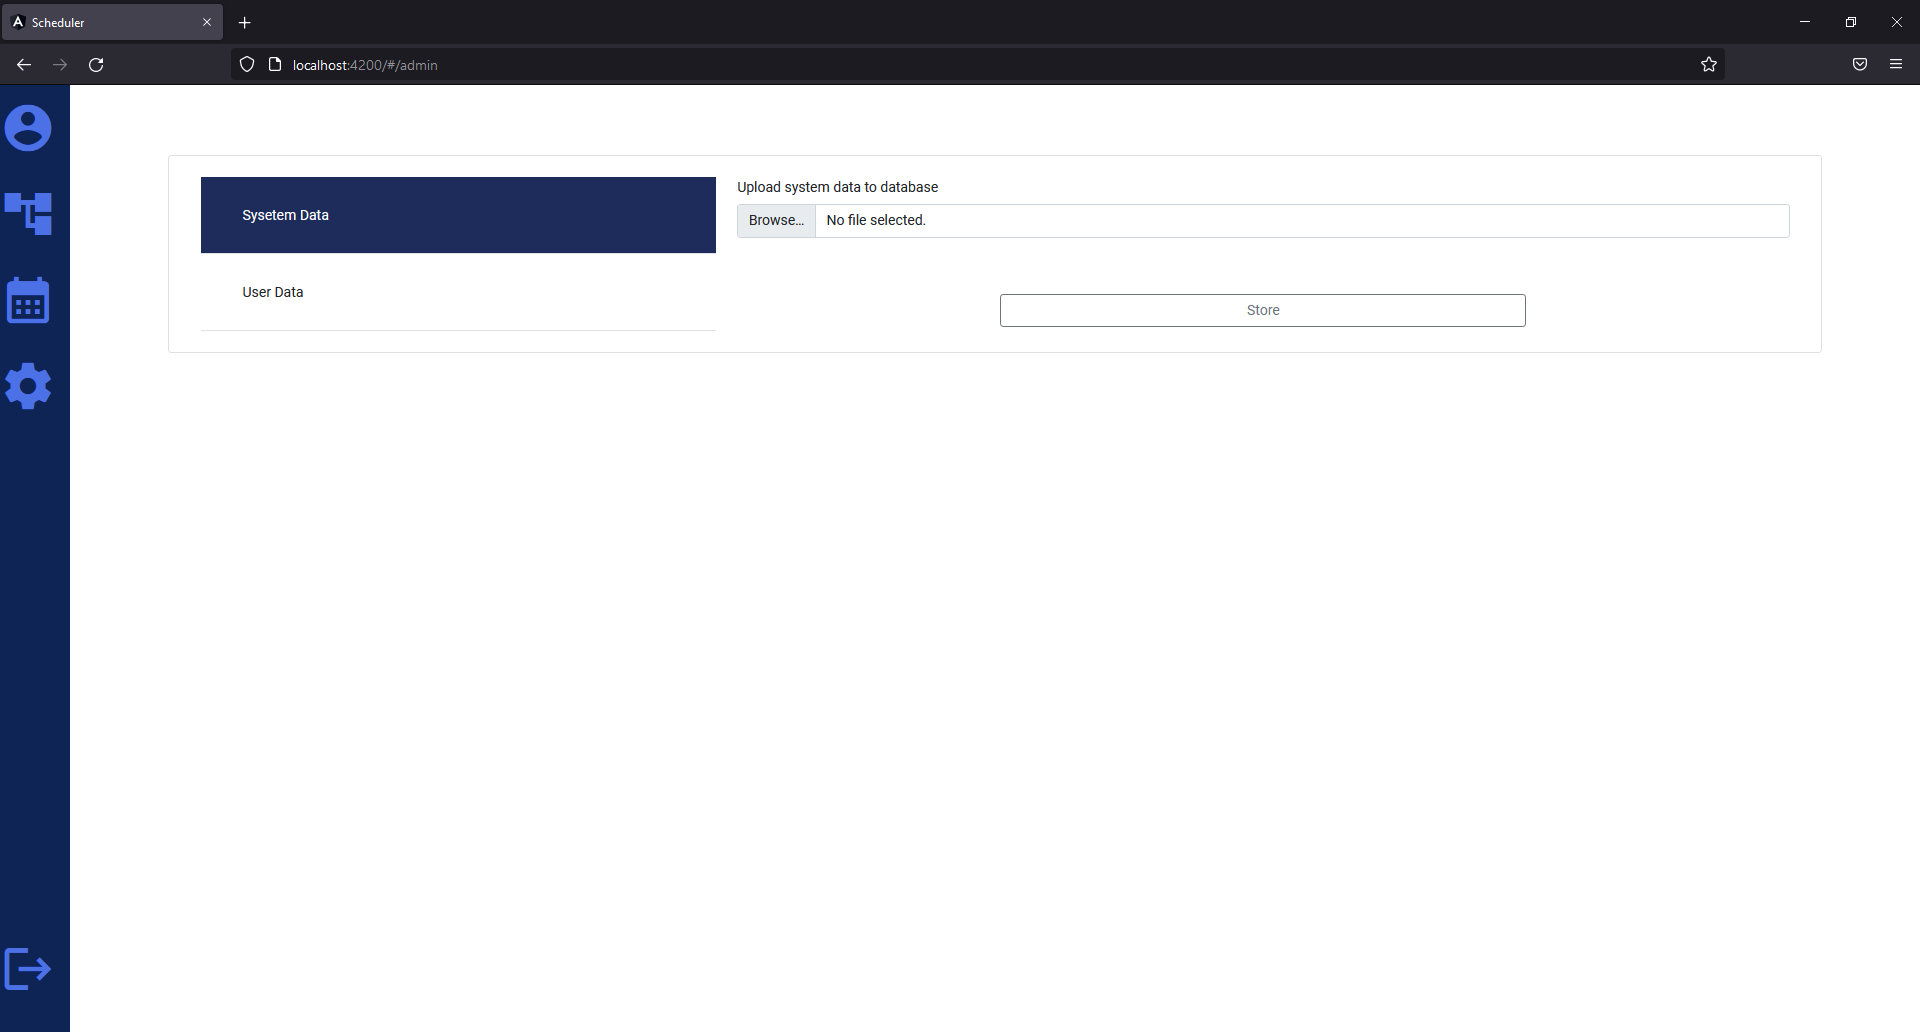 Scheduler
localhost:4200/#/admin
Sysetem Data
User Data
Upload system data to database
Browse... No file selected.
Store